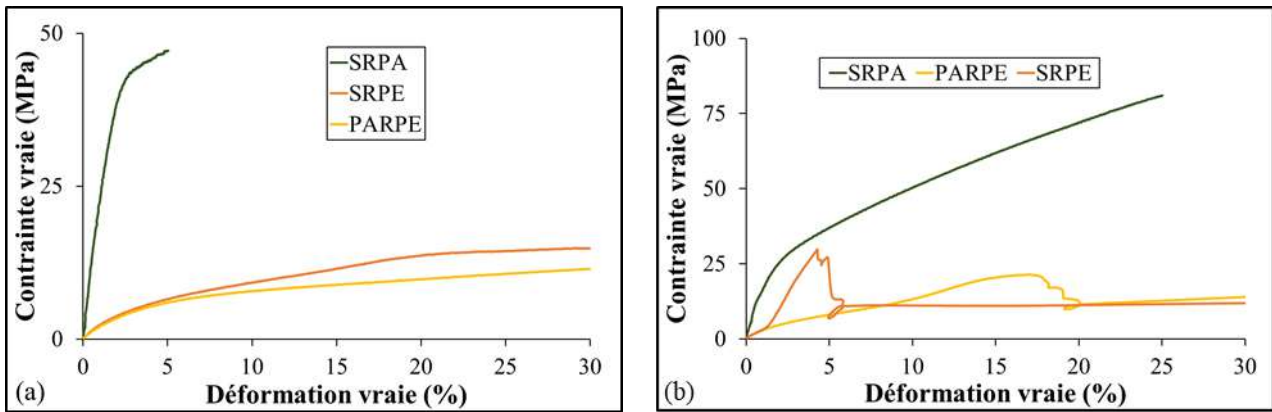 50
25
0
0 5 10 15 20 25 30
Contrainte vraie (MPa)
Déformation vraie (%)
SRPA
SRPE
PARPE
(a)
100
75
50
25
0
0 5 10 15 20 25 30
Contrainte vraie (MPa)
Déformation vraie (%)
SRPA PARPE SRPE
(b)